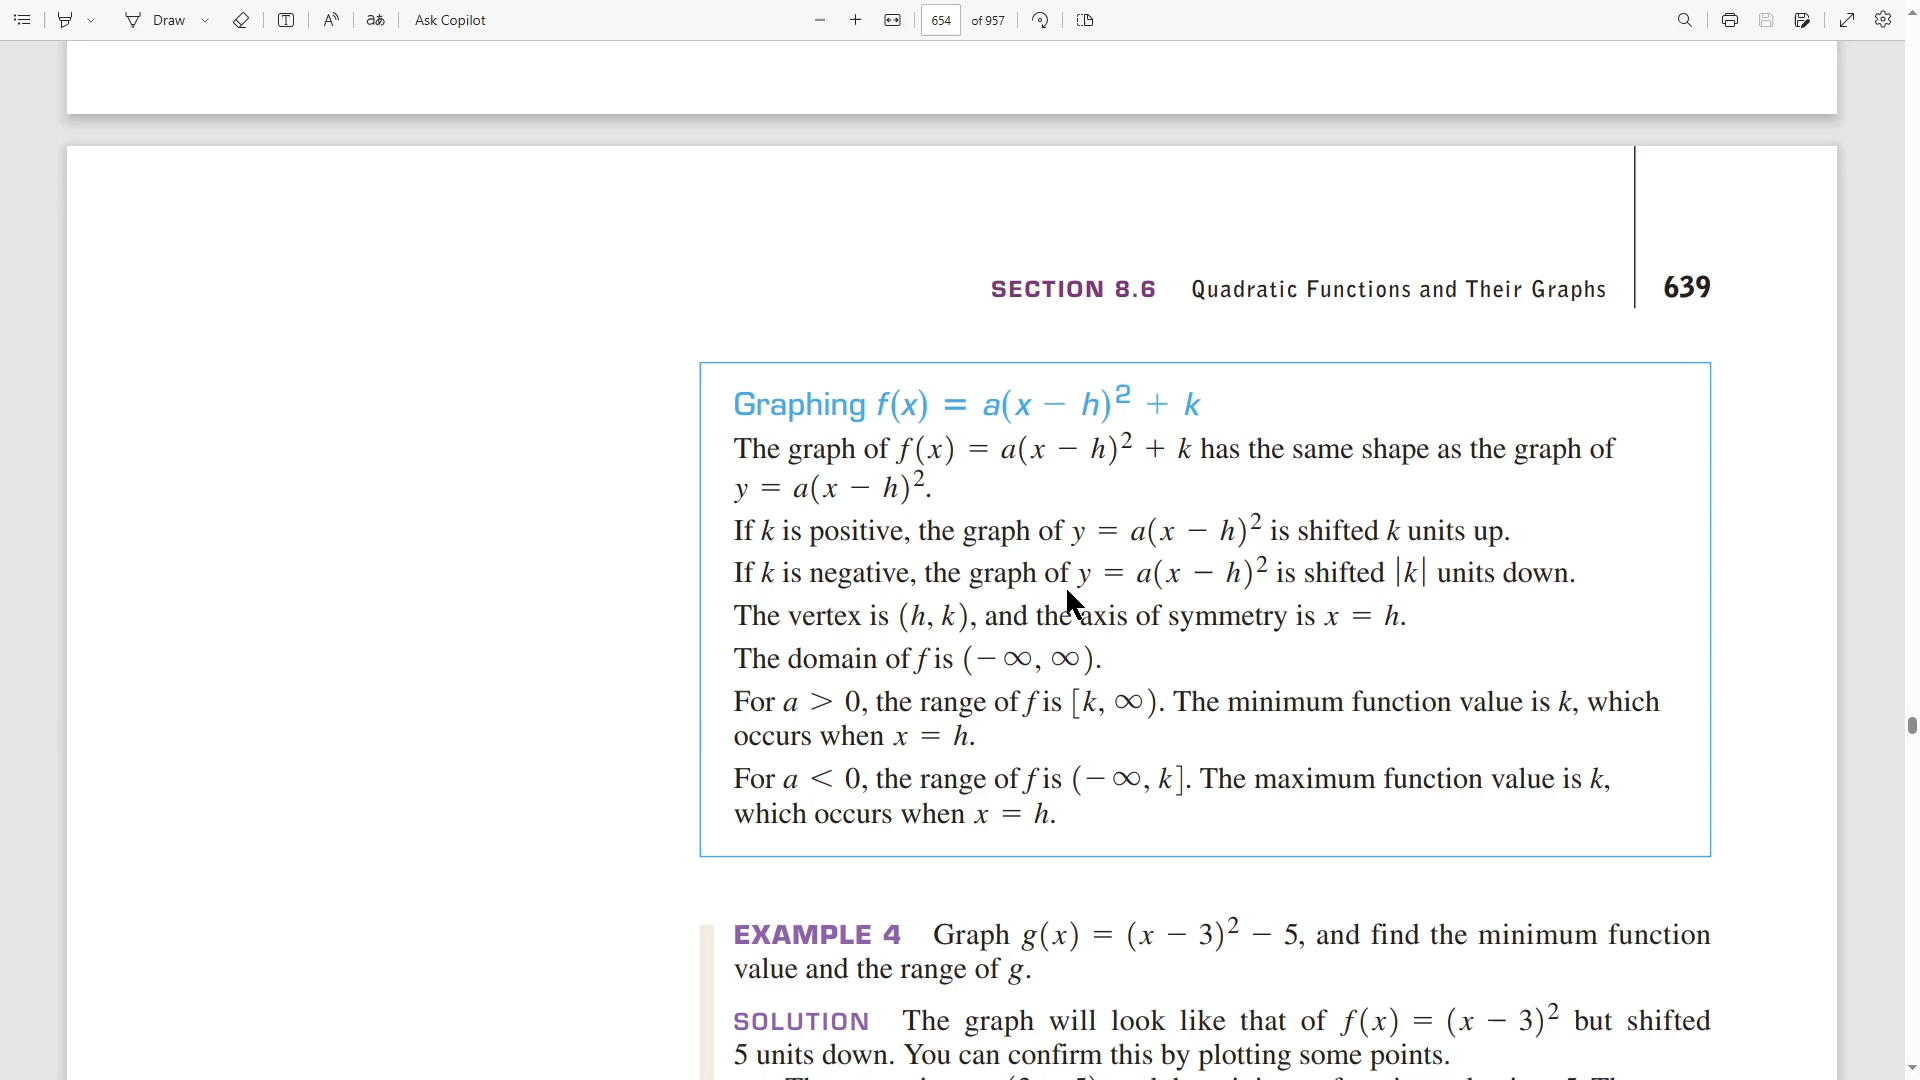 Draw
Ask Copilot
654 of 957
SECTION 8.6 Quadratic Functions and Their Graphs 639
Graphing f(x) = a(x − h)² + k
The graph of f(x) = a(x − h)² + k has the same shape as the graph of
y = a(x − h)².
If k is positive, the graph of y = a(x − h)² is shifted k units up.
If k is negative, the graph of y = a(x − h)² is shifted |k| units down.
The vertex is (h, k), and the axis of symmetry is x = h.
The domain of f is (−∞, ∞).
For a > 0, the range of f is [k, ∞). The minimum function value is k, which
occurs when x = h.
For a < 0, the range of f is (−∞, k]. The maximum function value is k,
which occurs when x = h.
EXAMPLE 4 Graph g(x) = (x − 3)² − 5, and find the minimum function
value and the range of g.
SOLUTION The graph will look like that of f(x) = (x − 3)² but shifted
5 units down. You can confirm this by plotting some points.